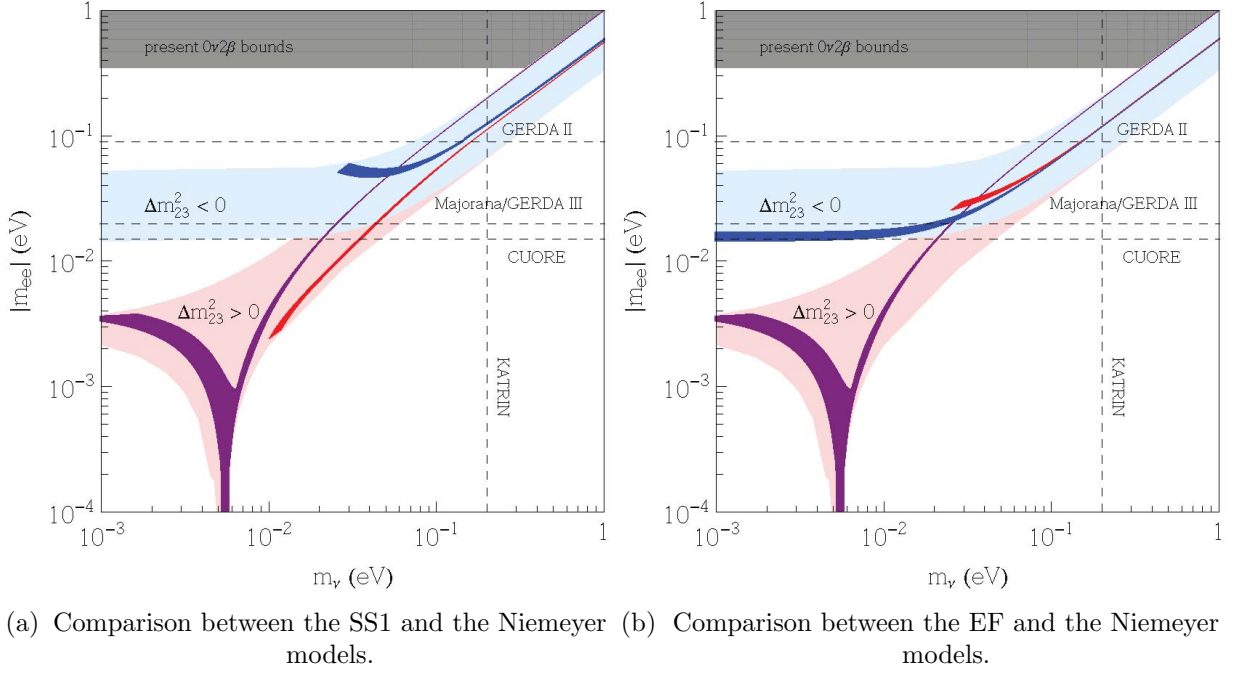 1
present 0ν2β bounds
10⁻¹
GERDA II
Δm²₂₃ < 0
Majorana/GERDA III
10⁻²
CUORE
Δm²₂₃ > 0
10⁻³
KATRIN
10⁻⁴
|mₑₑ| (eV)
10⁻³
10⁻²
10⁻¹
1
m_ν (eV)
(a) Comparison between the SS1 and the Niemeyer
models.
1
present 0ν2β bounds
10⁻¹
GERDA II
Δm²₂₃ < 0
Majorana/GERDA III
10⁻²
CUORE
Δm²₂₃ > 0
10⁻³
KATRIN
10⁻⁴
|mₑₑ| (eV)
10⁻³
10⁻²
10⁻¹
1
m_ν (eV)
(b) Comparison between the EF and the Niemeyer
models.